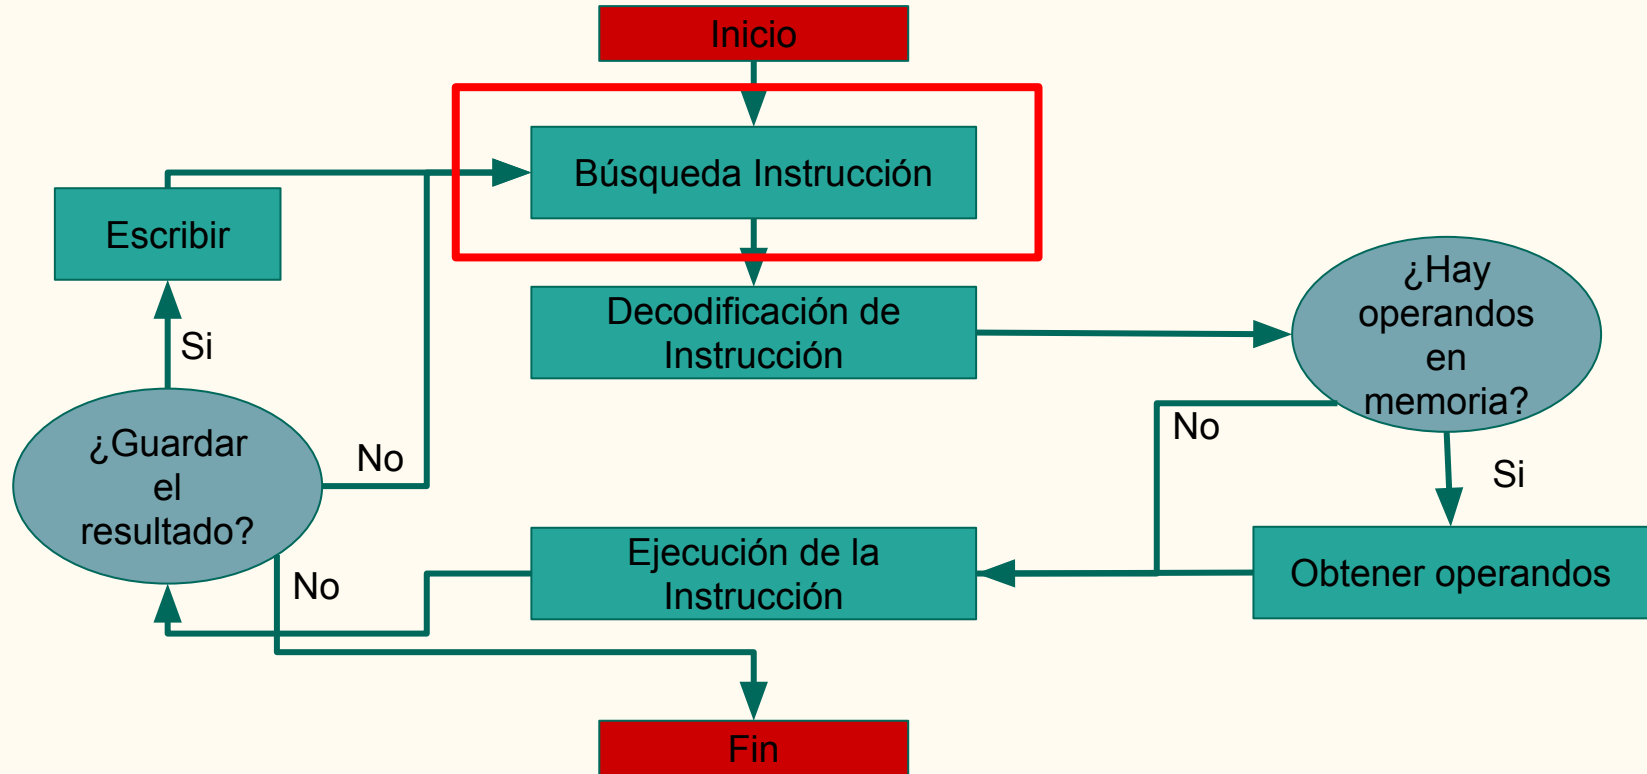 Inicio
Búsqueda Instrucción
Escribir
Decodificación de
Instrucción
¿Hay
operandos
en
memoria?
Si
No
Si
¿Guardar
el
resultado?
No
No
Ejecución de la
Instrucción
Obtener operandos
Fin